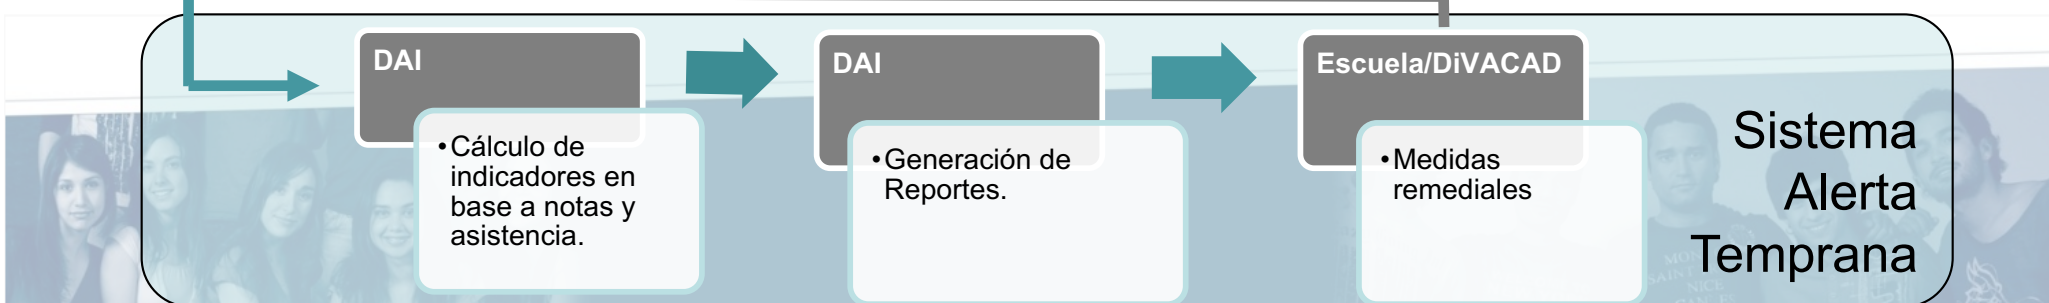 DAI
•Cálculo de
indicadores en
base a notas y
asistencia.
DAI
•Generación de
Reportes.
Escuela/DiVACAD
•Medidas
remediales
Sistema
Alerta
Temprana